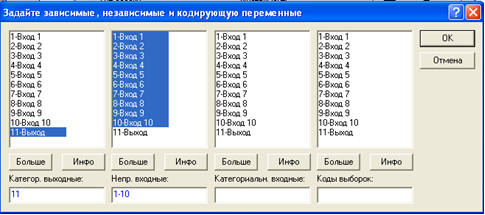 Задайте зависимые, независимые и кодирующую переменные
1-Вход 1
2-Вход 2
3-Вход 3
4-Вход 4
5-Вход 5
6-Вход 6
7-Вход 7
8-Вход 8
9-Вход 9
10-Вход 10
11-Выход
1-Вход 1
2-Вход 2
3-Вход 3
4-Вход 4
5-Вход 5
6-Вход 6
7-Вход 7
8-Вход 8
9-Вход 9
10-Вход 10
11-Выход
1-Вход 1
2-Вход 2
3-Вход 3
4-Вход 4
5-Вход 5
6-Вход 6
7-Вход 7
8-Вход 8
9-Вход 9
10-Вход 10
11-Выход
1-Вход 1
2-Вход 2
3-Вход 3
4-Вход 4
5-Вход 5
6-Вход 6
7-Вход 7
8-Вход 8
9-Вход 9
10-Вход 10
11-Выход
OK
Отмена
Больше Инфо Больше Инфо Больше Инфо Больше Инфо
Категор. выходные: Непр. входные: Категориальн. входные: Коды выборок:
11 1-10